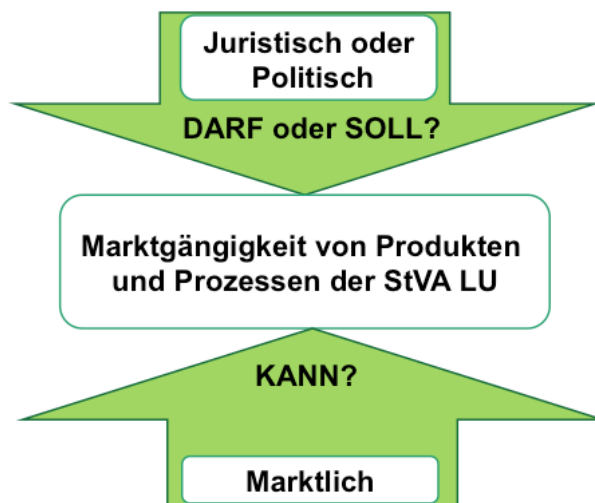 Juristisch oder
Politisch
DARF oder SOLL?
Marktgängigkeit von Produkten
und Prozessen der StVA LU
KANN?
Marktlich